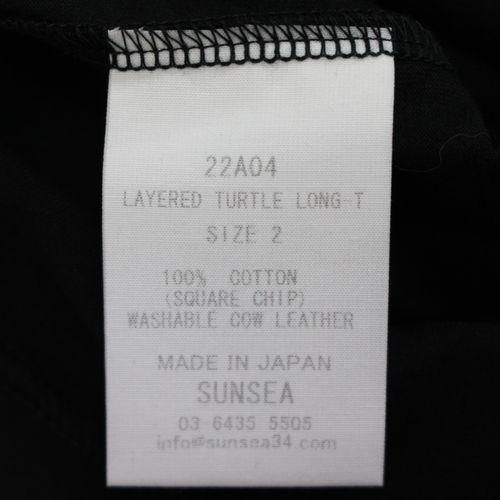 22A04
LAYERED TURTLE LONG-T
SIZE 2
100% COTTON
(SQUARE CHIP)
WASHABLE COW LEATHER
MADE IN JAPAN
SUNSEA
03 6435 5505
info@sunsea34.com